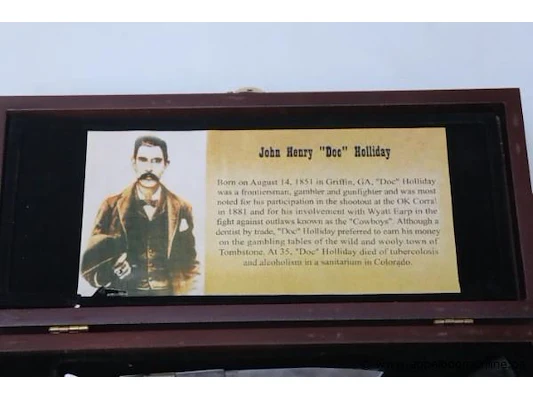 John Henry "Doc" Holliday
Born on August 14, 1851 in Griffin, GA, "Doc" Holliday
was a frontiersman, gambler and gunfighter and was most
noted for his participation in the shootout at the OK Corral
in 1881 and for his involvement with Wyatt Earp in the
fight against outlaws known as the "Cowboys". Although a
dentist by trade, "Doc" Holliday preferred to earn his money
on the gambling tables of the wild and wooly town of
Tombstone. At 35, "Doc" Holliday died of tuberculosis
and alcoholism in a sanitarium in Colorado.